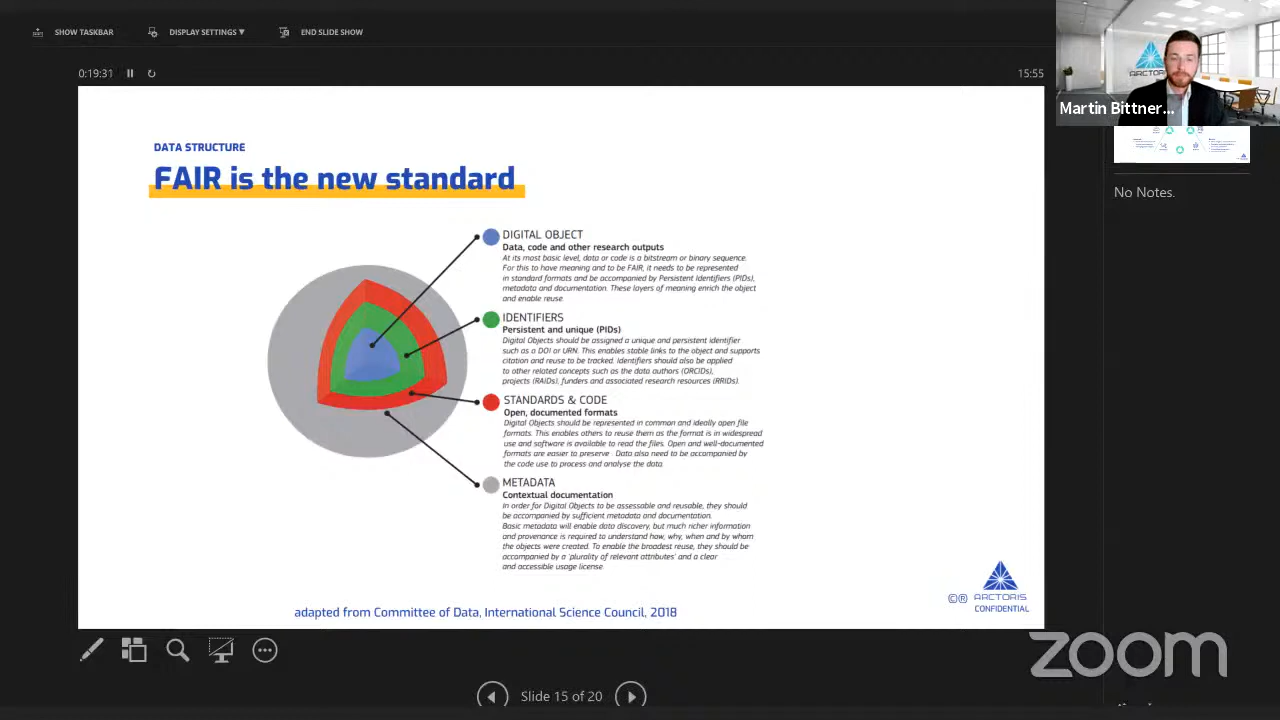 SHOW TASKBAR
DISPLAY SETTINGS ▼
END SLIDE SHOW
0:19:31
15:55
ARCTORIS
Martin Bittner...
No Notes.
DATA STRUCTURE
FAIR is the new standard
DIGITAL OBJECT
Data, code and other research outputs
At its most basic level, data or code is a bitstream or binary sequence.
For this to have meaning and to be FAIR, it needs to be represented
in standard formats and be accompanied by Persistent Identifiers (PIDs),
metadata and documentation. These layers of meaning enrich the object
and enable reuse.
IDENTIFIERS
Persistent and unique (PIDs)
Digital Objects should be assigned a unique and persistent identifier
such as a DOI or URN. This enables stable links to the object and supports
citation and reuse to be tracked. Identifiers should also be applied
to other related concepts such as the data authors (ORCIDs),
projects (RAIDs), funders and associated research resources (RRIDs).
STANDARDS & CODE
Open, documented formats
Digital Objects should be represented in common and ideally open file
formats. This enables others to reuse them as the format is in widespread
use and software is available to read the files. Open and well-documented
formats are easier to preserve . Data also need to be accompanied by
the code use to process and analyse the data.
METADATA
Contextual documentation
In order for Digital Objects to be assessable and reusable, they should
be accompanied by sufficient metadata and documentation.
Basic metadata will enable data discovery, but much richer information
and provenance is required to understand how, why, when and by whom
the objects were created. To enable the broadest reuse, they should be
accompanied by a 'plurality of relevant attributes' and a clear
and accessible usage license.
adapted from Committee of Data, International Science Council, 2018
©® ARCTORIS
CONFIDENTIAL
zoom
Slide 15 of 20